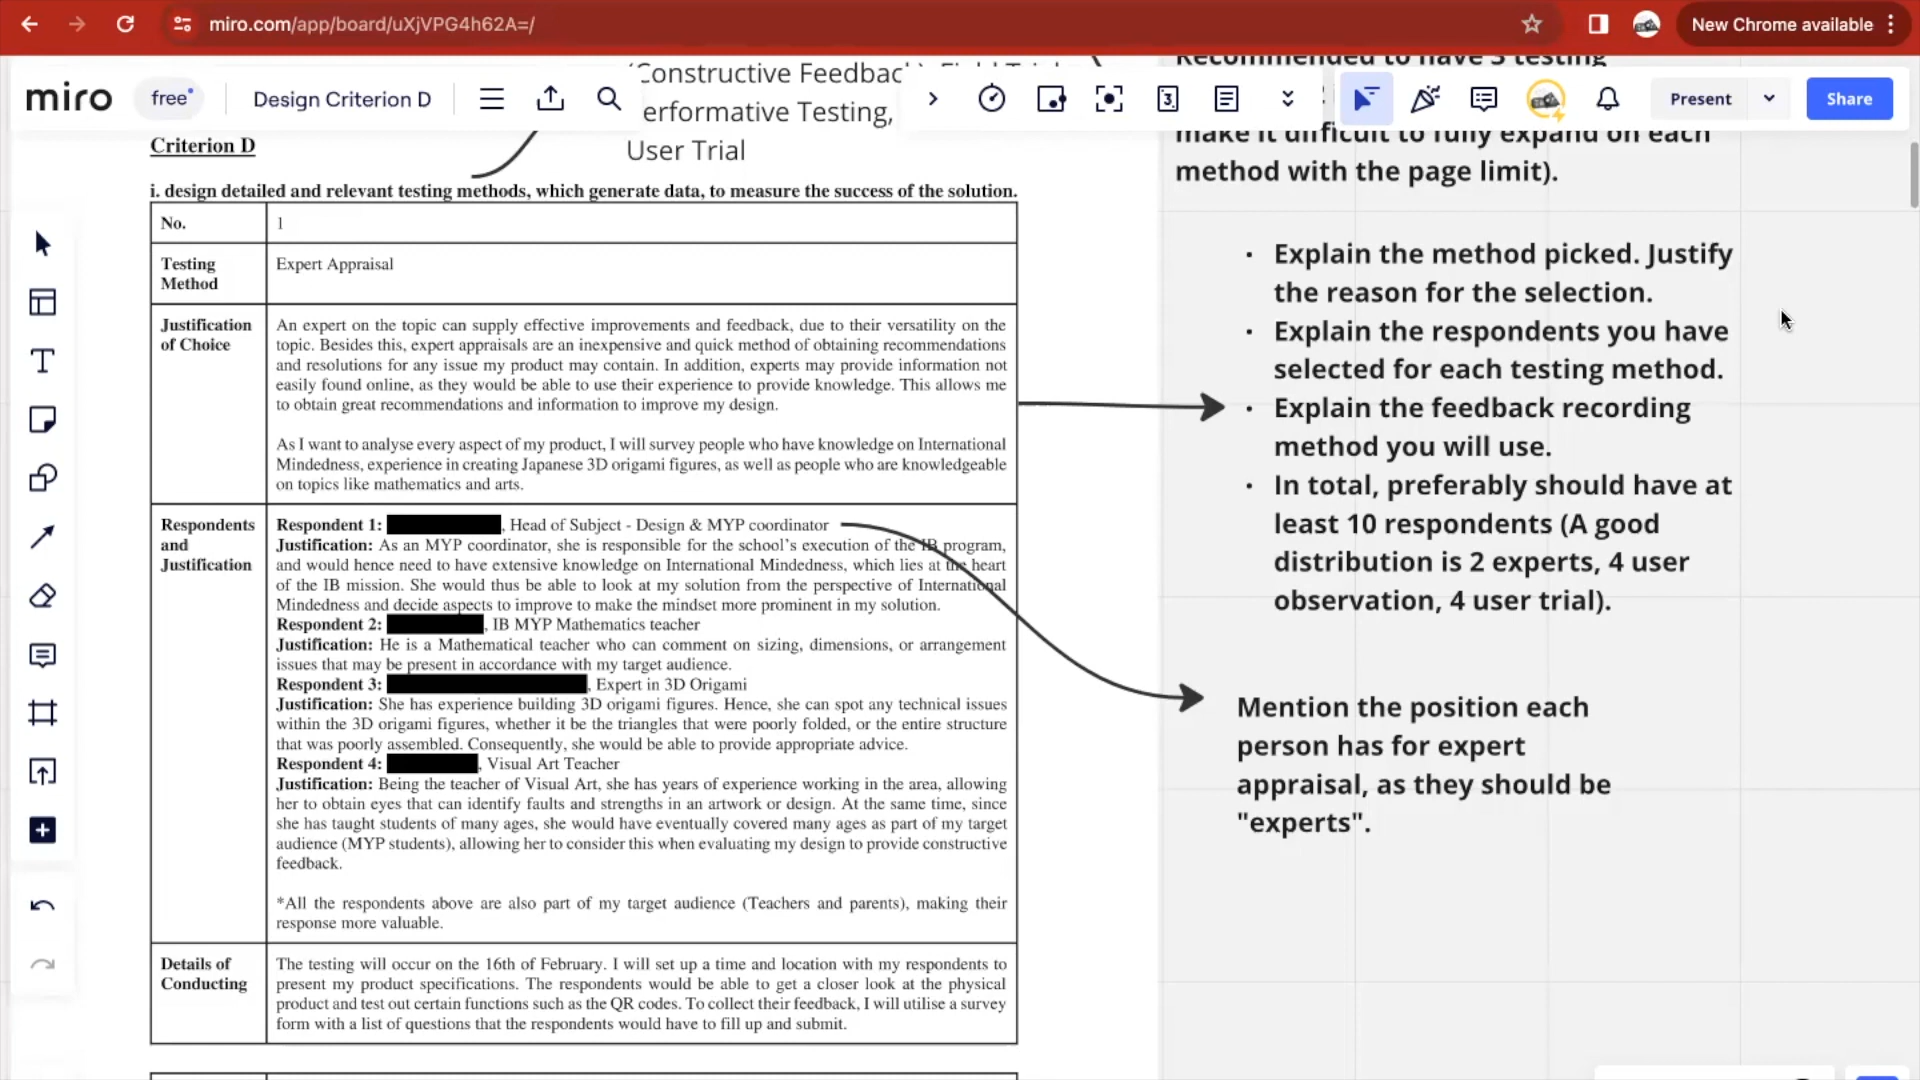 miro.com/app/board/uXjVPG4h62A=/
New Chrome available
miro
free
Design Criterion D
3
Present
Share
(Constructive Feedback), Field Trial,
erformative Testing,
User Trial
Recommended to have 3 testing
make it difficult to fully expand on each
method with the page limit).
Criterion D
i. design detailed and relevant testing methods, which generate data, to measure the success of the solution.
No.
1
Testing
Method
Expert Appraisal
Justification
of Choice
An expert on the topic can supply effective improvements and feedback, due to their versatility on the
topic. Besides this, expert appraisals are an inexpensive and quick method of obtaining recommendations
and resolutions for any issue my product may contain. In addition, experts may provide information not
easily found online, as they would be able to use their experience to provide knowledge. This allows me
to obtain great recommendations and information to improve my design.
As I want to analyse every aspect of my product, I will survey people who have knowledge on International
Mindedness, experience in creating Japanese 3D origami figures, as well as people who are knowledgeable
on topics like mathematics and arts.
Respondents
and
Justification
Respondent 1: , Head of Subject - Design & MYP coordinator
Justification: As an MYP coordinator, she is responsible for the school's execution of the IB program,
and would hence need to have extensive knowledge on International Mindedness, which lies at the heart
of the IB mission. She would thus be able to look at my solution from the perspective of International
Mindedness and decide aspects to improve to make the mindset more prominent in my solution.
Respondent 2: , IB MYP Mathematics teacher
Justification: He is a Mathematical teacher who can comment on sizing, dimensions, or arrangement
issues that may be present in accordance with my target audience.
Respondent 3: , Expert in 3D Origami
Justification: She has experience building 3D origami figures. Hence, she can spot any technical issues
within the 3D origami figures, whether it be the triangles that were poorly folded, or the entire structure
that was poorly assembled. Consequently, she would be able to provide appropriate advice.
Respondent 4: , Visual Art Teacher
Justification: Being the teacher of Visual Art, she has years of experience working in the area, allowing
her to obtain eyes that can identify faults and strengths in an artwork or design. At the same time, since
she has taught students of many ages, she would have eventually covered many ages as part of my target
audience (MYP students), allowing her to consider this when evaluating my design to provide constructive
feedback.
*All the respondents above are also part of my target audience (Teachers and parents), making their
response more valuable.
Details of
Conducting
The testing will occur on the 16th of February. I will set up a time and location with my respondents to
present my product specifications. The respondents would be able to get a closer look at the physical
product and test out certain functions such as the QR codes. To collect their feedback, I will utilise a survey
form with a list of questions that the respondents would have to fill up and submit.
· Explain the method picked. Justify
the reason for the selection.
· Explain the respondents you have
selected for each testing method.
· Explain the feedback recording
method you will use.
· In total, preferably should have at
least 10 respondents (A good
distribution is 2 experts, 4 user
observation, 4 user trial).
Mention the position each
person has for expert
appraisal, as they should be
"experts".